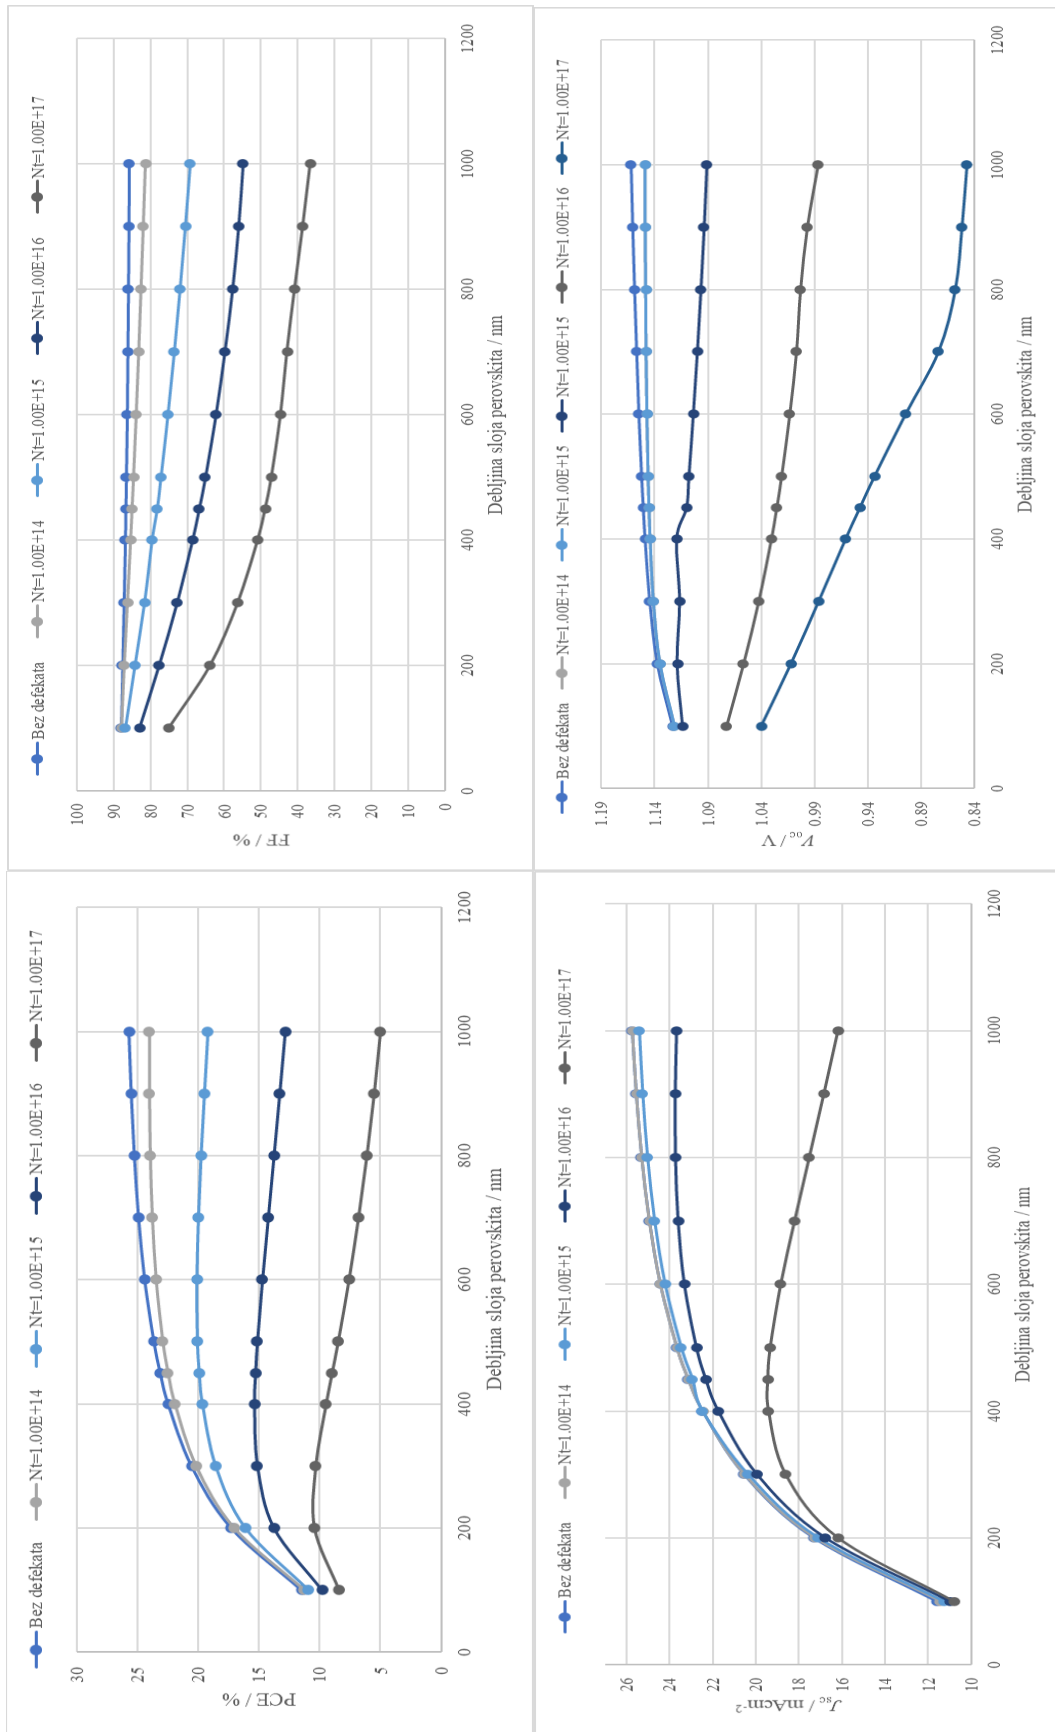 Bez defekata Nt=1.00E+14 Nt=1.00E+15 Nt=1.00E+16 Nt=1.00E+17
30
25
20
15
10
5
0
PCE / %
0 200 400 600 800 1000 1200
Debljina sloja perovskita / nm
Bez defekata Nt=1.00E+14 Nt=1.00E+15 Nt=1.00E+16 Nt=1.00E+17
100
90
80
70
60
50
40
30
20
10
0
FF / %
0 200 400 600 800 1000 1200
Debljina sloja perovskita / nm
Bez defekata Nt=1.00E+14 Nt=1.00E+15 Nt=1.00E+16 Nt=1.00E+17
26
24
22
20
18
16
14
12
10
Jsc / mAcm-2
0 200 400 600 800 1000 1200
Debljina sloja perovskita / nm
Bez defekata Nt=1.00E+14 Nt=1.00E+15 Nt=1.00E+15 Nt=1.00E+16 Nt=1.00E+17
1.19
1.14
1.09
1.04
0.99
0.94
0.89
0.84
Voc / V
0 200 400 600 800 1000 1200
Debljina sloja perovskita / nm